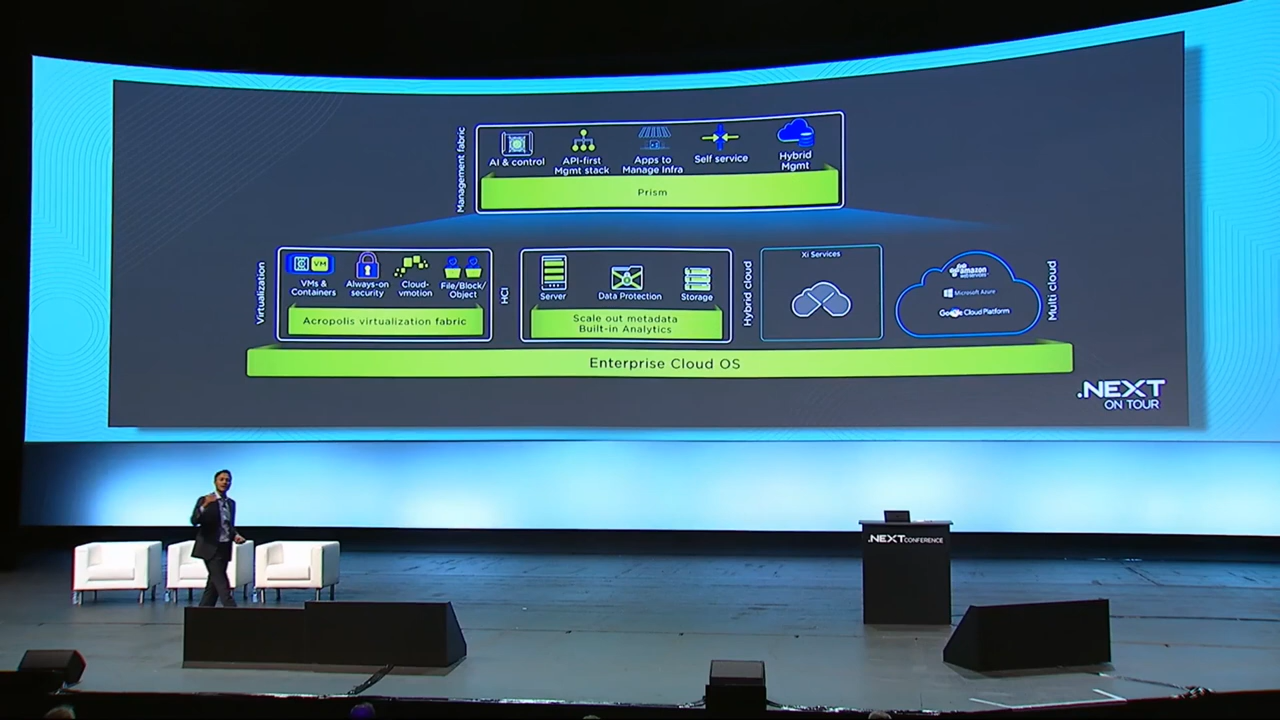 Management fabric
AI & control
API-first
Mgmt stack
Apps to
Manage Infra
Self service
Hybrid
Mgmt
Prism
Virtualization
VM
VMs &
Containers
Always-on
security
Cloud-
vmotion
File/Block/
Object
Acropolis virtualization fabric
HCI
Server
Data Protection
Storage
Scale out metadata
Built-in Analytics
Hybrid cloud
Xi Services
amazon
web services
Microsoft Azure
Google Cloud Platform
Multi cloud
Enterprise Cloud OS
.NEXT
ON TOUR
.NEXT CONFERENCE